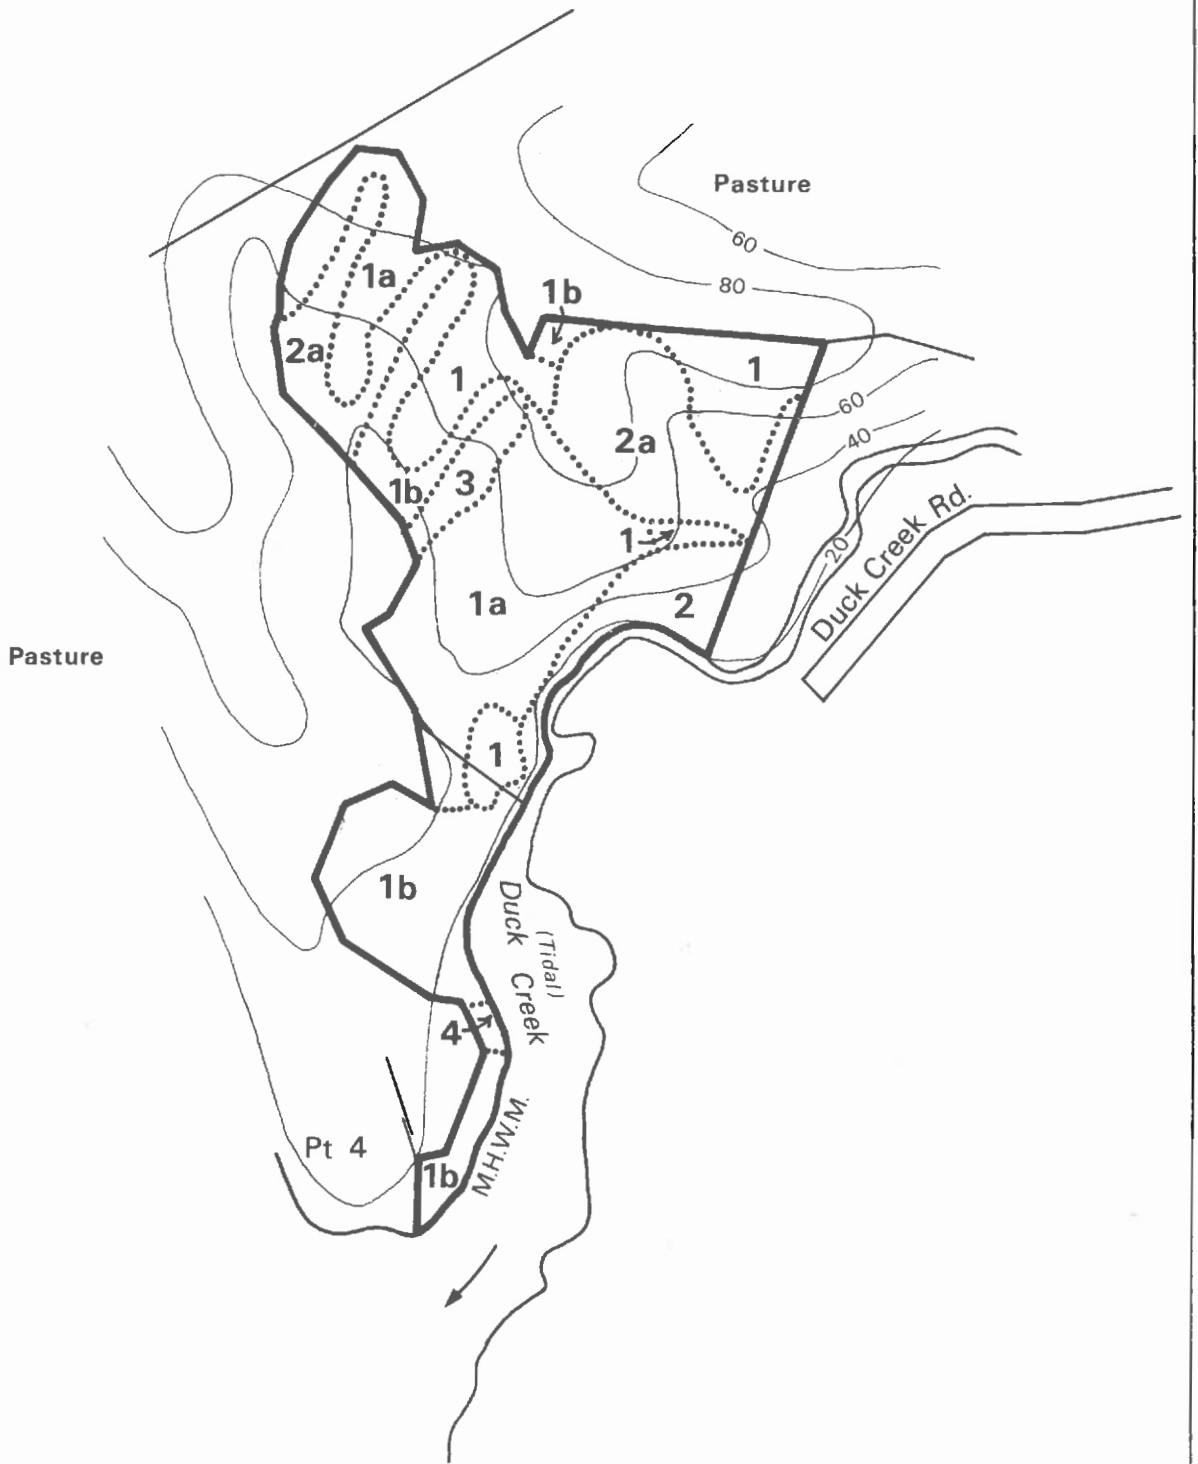 Pasture
60
80
1b
1a
2a
1
1
60
2a
40
1b
3
Duck Creek Rd.
1
20
1a
2
Pasture
1
1b
Duck Creek
(Tidal)
4
M.H.W.M.
Pt 4
1b